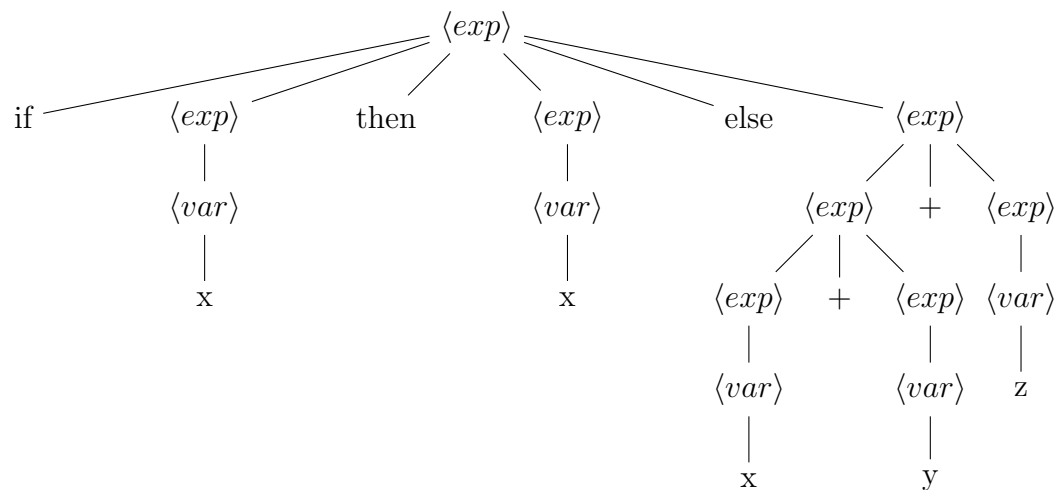 ⟨exp⟩
if ⟨exp⟩ then ⟨exp⟩ else ⟨exp⟩
⟨var⟩ ⟨var⟩ ⟨exp⟩ + ⟨exp⟩
x x ⟨exp⟩ + ⟨exp⟩ ⟨var⟩
⟨var⟩ ⟨var⟩ z
x y